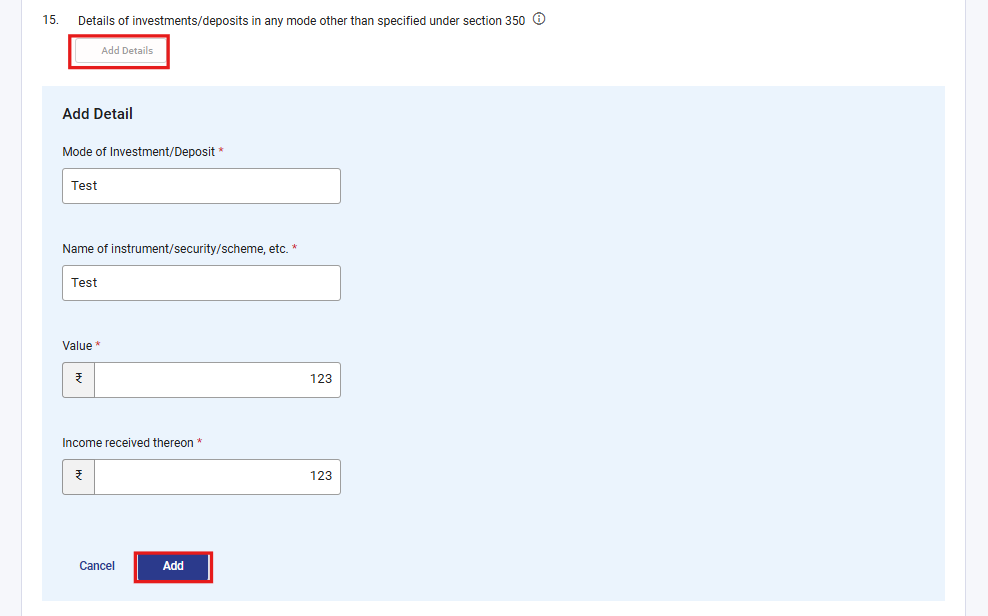 15. Details of investments/deposits in any mode other than specified under section 350
Add Details
Add Detail
Mode of Investment/Deposit *
Test
Name of instrument/security/scheme, etc. *
Test
Value *
₹ 123
Income received thereon *
₹ 123
Cancel Add